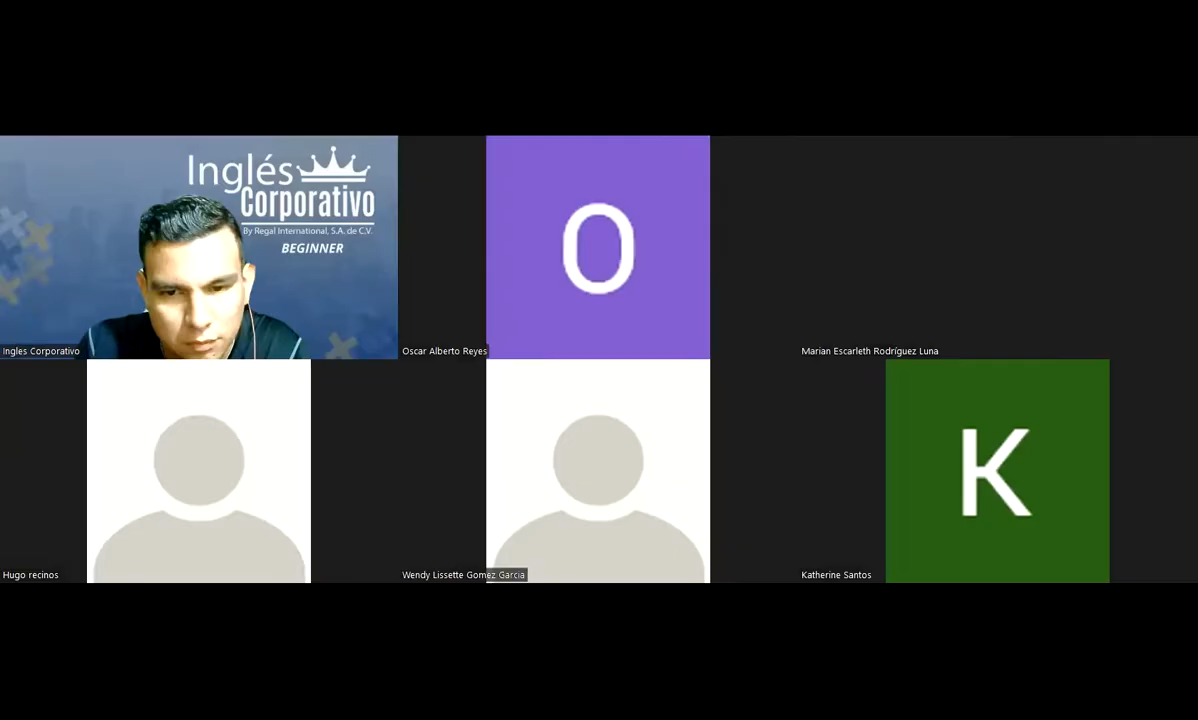 Inglés
Corporativo
By Regal International, S.A. de C.V.
BEGINNER
Ingles Corporativo
O
Oscar Alberto Reyes
Marian Escarleth Rodríguez Luna
Hugo recinos
Wendy Lissette Gomez Garcia
K
Katherine Santos